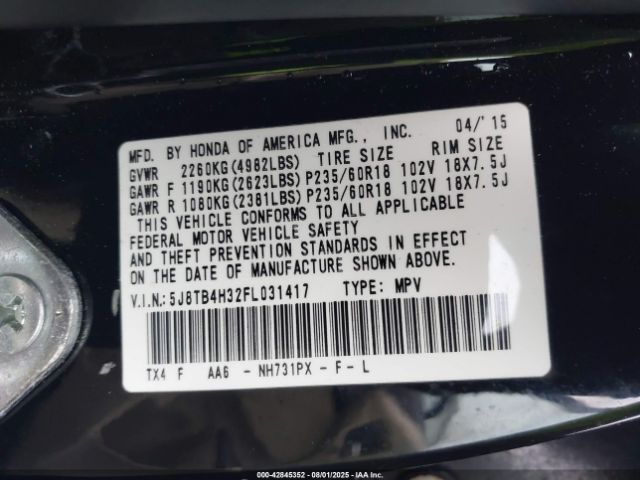 MFD. BY HONDA OF AMERICA MFG., INC. 04/'15
GVWR 2260KG(4982LBS) TIRE SIZE RIM SIZE
GAWR F 1190KG(2623LBS) P235/60R18 102V 18X7.5J
GAWR R 1080KG(2381LBS) P235/60R18 102V 18X7.5J
THIS VEHICLE CONFORMS TO ALL APPLICABLE
FEDERAL MOTOR VEHICLE SAFETY
AND THEFT PREVENTION STANDARDS IN EFFECT
ON THE DATE OF MANUFACTURE SHOWN ABOVE.
V.I.N.: 5J8TB4H32FL031417 TYPE: MPV
TX4 F AA6 - NH731PX - F - L
© 42845352 - 08/01/2025 - IAA Inc.